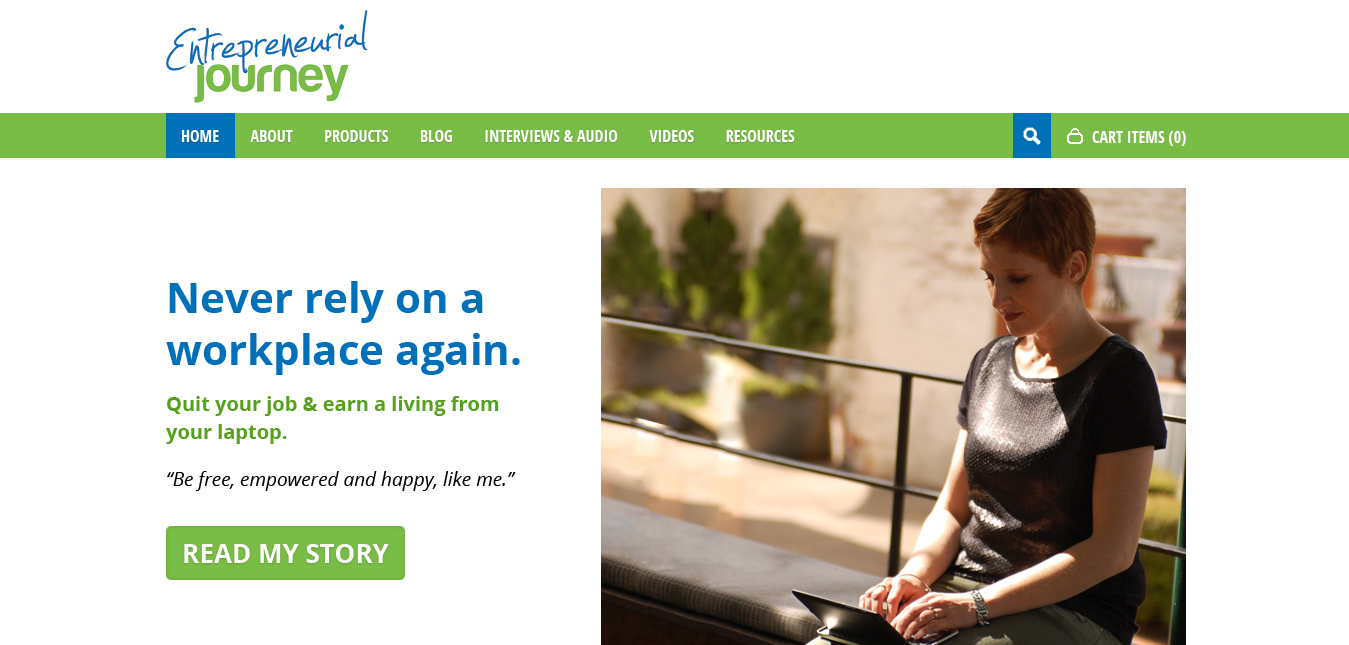 Entrepreneurial
journey
HOME ABOUT PRODUCTS BLOG INTERVIEWS & AUDIO VIDEOS RESOURCES CART ITEMS (0)
Never rely on a
workplace again.
Quit your job & earn a living from
your laptop.
“Be free, empowered and happy, like me.”
READ MY STORY